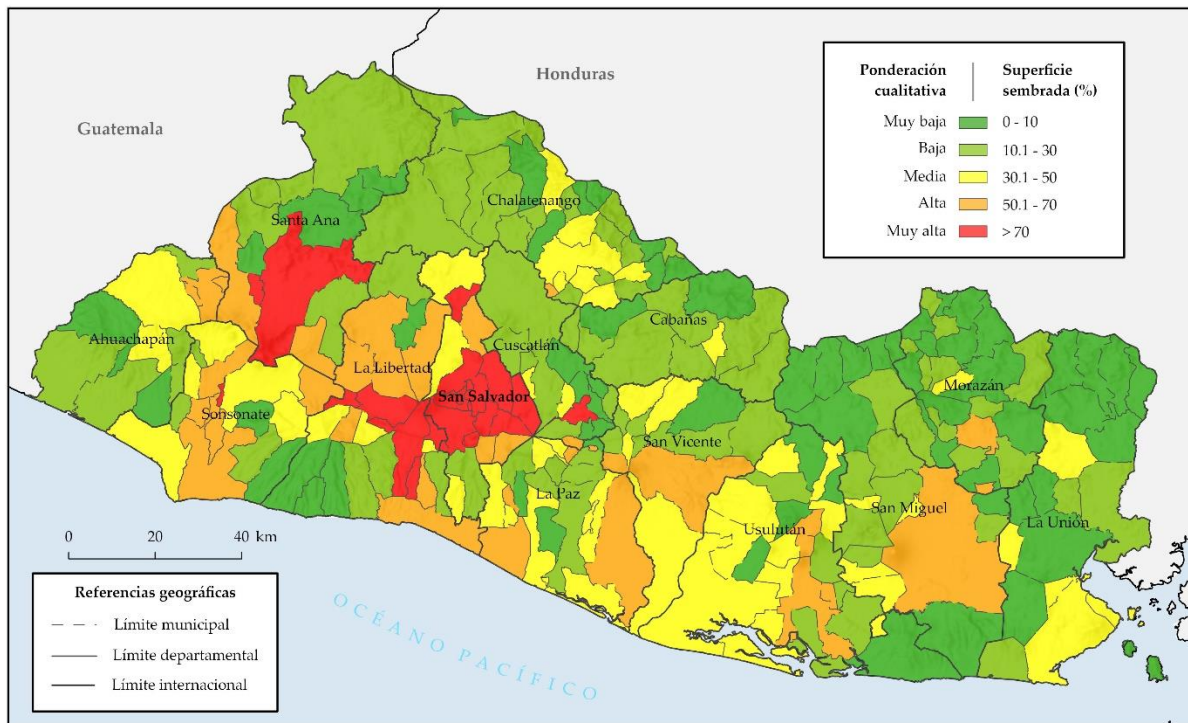 Honduras
Guatemala
Ponderación cualitativa
Superficie sembrada (%)
Muy baja 0 - 10
Baja 10.1 - 30
Media 30.1 - 50
Alta 50.1 - 70
Muy alta > 70
Santa Ana
Chalatenango
Ahuachapán
Cabañas
Cuscatlán
La Libertad
Morazán
San Salvador
Sonsonate
San Vicente
La Paz
Usulután
San Miguel
La Unión
0 20 40 km
Referencias geográficas
Límite municipal
Límite departamental
Límite internacional
OCÉANO PACÍFICO